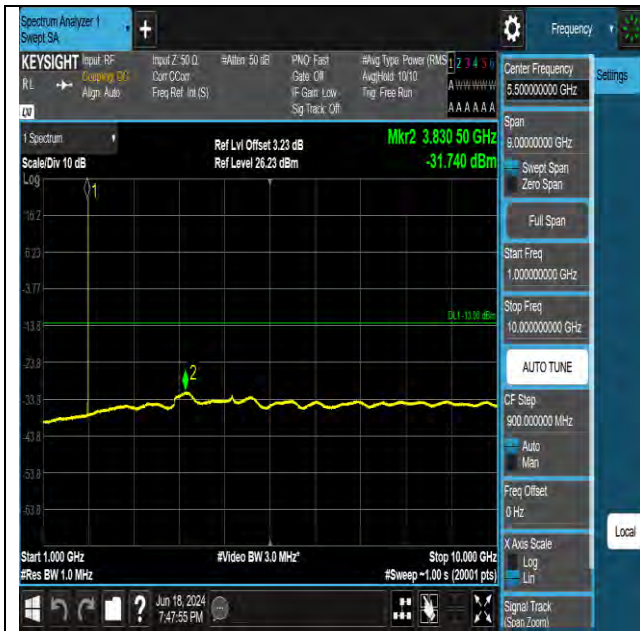 Spectrum Analyzer 1
Swept SA
+
Frequency
KEYSIGHT
RL
Input: RF
Coupling: DC
Align: Auto
Input Z: 50 Ω
Corr CCorr
Freq Ref: Int (S)
#Atten: 50 dB
PNO: Fast
Gate: Off
IF Gain: Low
Sig Track: Off
#Avg Type: Power (RMS)
Avg|Hold: 10/10
Trig: Free Run
1 2 3 4 5 6
A W W W W W
A A A A A A
1 Spectrum
Scale/Div 10 dB
Ref Lvl Offset 3.23 dB
Ref Level 26.23 dBm
Mkr2 3.830 50 GHz
-31.740 dBm
Log
1
16.2
6.23
-3.77
DL1 -13.00 dBm
-13.8
-23.8
2
-33.8
-43.8
-53.8
-63.8
Start 1.000 GHz
#Video BW 3.0 MHz*
Stop 10.000 GHz
#Res BW 1.0 MHz
#Sweep ~1.00 s (20001 pts)
Jun 18, 2024
7:47:55 PM
Center Frequency
5.500000000 GHz
Settings
Span
9.00000000 GHz
Swept Span
Zero Span
Full Span
Start Freq
1.000000000 GHz
Stop Freq
10.000000000 GHz
AUTO TUNE
CF Step
900.000000 MHz
Auto
Man
Freq Offset
0 Hz
X Axis Scale
Log
Lin
Local
Signal Track
(Span Zoom)